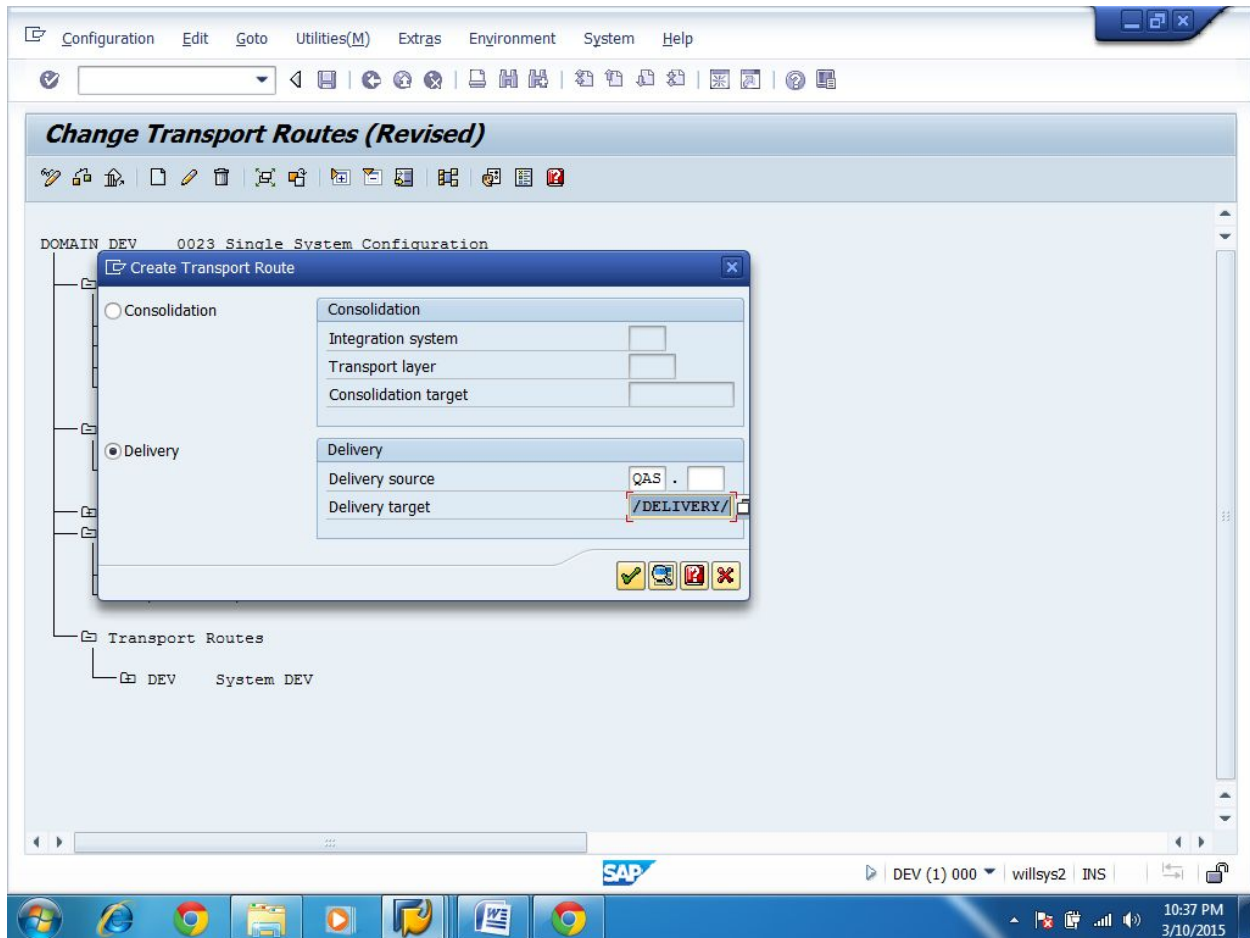 Configuration Edit Goto Utilities(M) Extras Environment System Help
Change Transport Routes (Revised)
DOMAIN DEV 0023 Single System Configuration
Create Transport Route
Consolidation
Consolidation
Integration system
Transport layer
Consolidation target
Delivery
Delivery
Delivery source QAS .
Delivery target /DELIVERY/
Transport Routes
DEV System DEV
SAP
DEV (1) 000 willsys2 INS
10:37 PM
3/10/2015